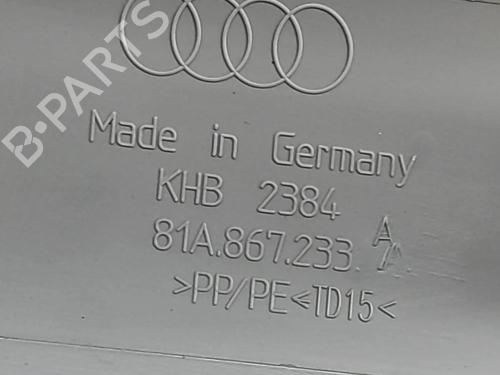 B·PARTS
Made in Germany
KHB 2384
81A.867.233. A
>PP/PE<TD15<